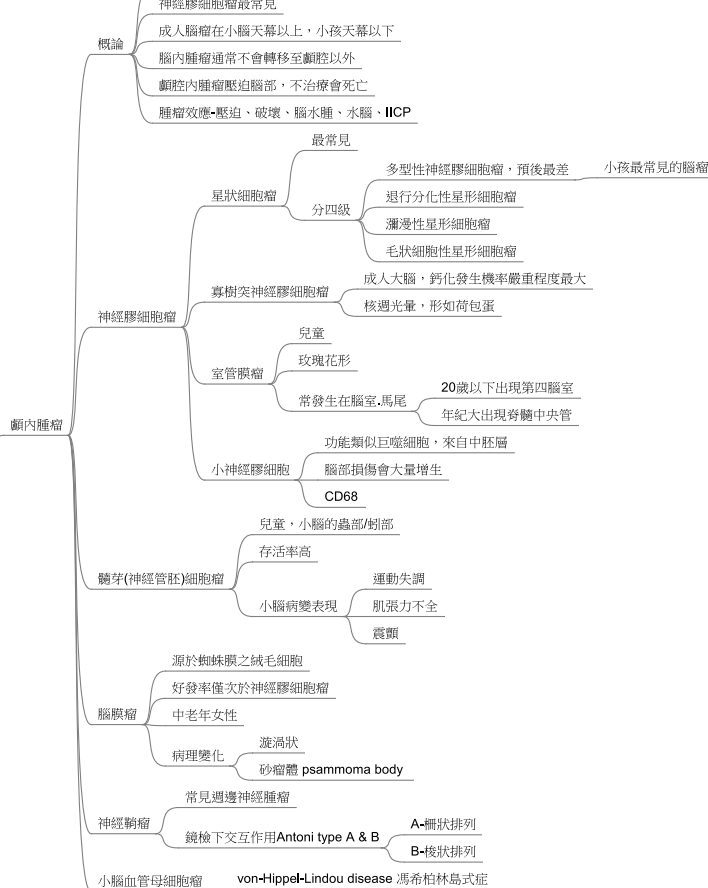 顱內腫瘤
概論
神經膠細胞瘤最常見
成人腦瘤在小腦天幕以上，小孩天幕以下
腦內腫瘤通常不會轉移至顱腔以外
顱腔內腫瘤壓迫腦部，不治療會死亡
腫瘤效應-壓迫、破壞、腦水腫、水腦、IICP
神經膠細胞瘤
星狀細胞瘤
最常見
分四級
多型性神經膠細胞瘤，預後最差
小孩最常見的腦瘤
退行分化性星形細胞瘤
瀰漫性星形細胞瘤
毛狀細胞性星形細胞瘤
寡樹突神經膠細胞瘤
成人大腦，鈣化發生機率嚴重程度最大
核週光暈，形如荷包蛋
室管膜瘤
兒童
玫瑰花形
常發生在腦室.馬尾
20歲以下出現第四腦室
年紀大出現脊髓中央管
小神經膠細胞
功能類似巨噬細胞，來自中胚層
腦部損傷會大量增生
CD68
髓芽(神經管胚)細胞瘤
兒童，小腦的蟲部/蚓部
存活率高
小腦病變表現
運動失調
肌張力不全
震顫
腦膜瘤
源於蜘蛛膜之絨毛細胞
好發率僅次於神經膠細胞瘤
中老年女性
病理變化
漩渦狀
砂瘤體 psammoma body
神經鞘瘤
常見週邊神經腫瘤
鏡檢下交互作用Antoni type A & B
A-柵狀排列
B-梭狀排列
小腦血管母細胞瘤
von-Hippel-Lindou disease 馮希柏林島式症